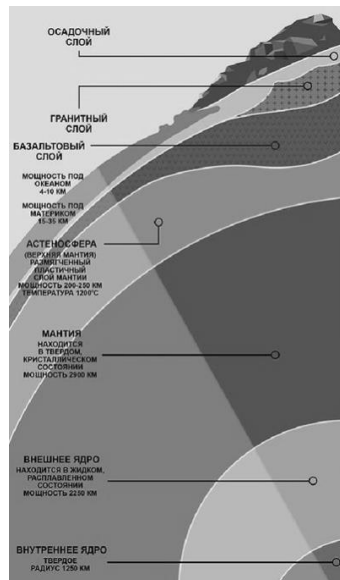 ОСАДОЧНЫЙ
СЛОЙ
ГРАНИТНЫЙ
СЛОЙ
БАЗАЛЬТОВЫЙ
СЛОЙ
МОЩНОСТЬ ПОД
ОКЕАНОМ
4-10 КМ
МОЩНОСТЬ ПОД
МАТЕРИКОМ
15-35 КМ
АСТЕНОСФЕРА
(ВЕРХНЯЯ МАНТИЯ)
РАЗМЯГЧЕННЫЙ
ПЛАСТИЧНЫЙ
СЛОЙ МАНТИИ
МОЩНОСТЬ 200-250 КМ
ТЕМПЕРАТУРА 1200°С
МАНТИЯ
НАХОДИТСЯ
В ТВЕРДОМ,
КРИСТАЛЛИЧЕСКОМ
СОСТОЯНИИ
МОЩНОСТЬ 2900 КМ
ВНЕШНЕЕ ЯДРО
НАХОДИТСЯ В ЖИДКОМ,
РАСПЛАВЛЕННОМ
СОСТОЯНИИ
МОЩНОСТЬ 2250 КМ
ВНУТРЕННЕЕ ЯДРО
ТВЕРДОЕ
РАДИУС 1250 КМ